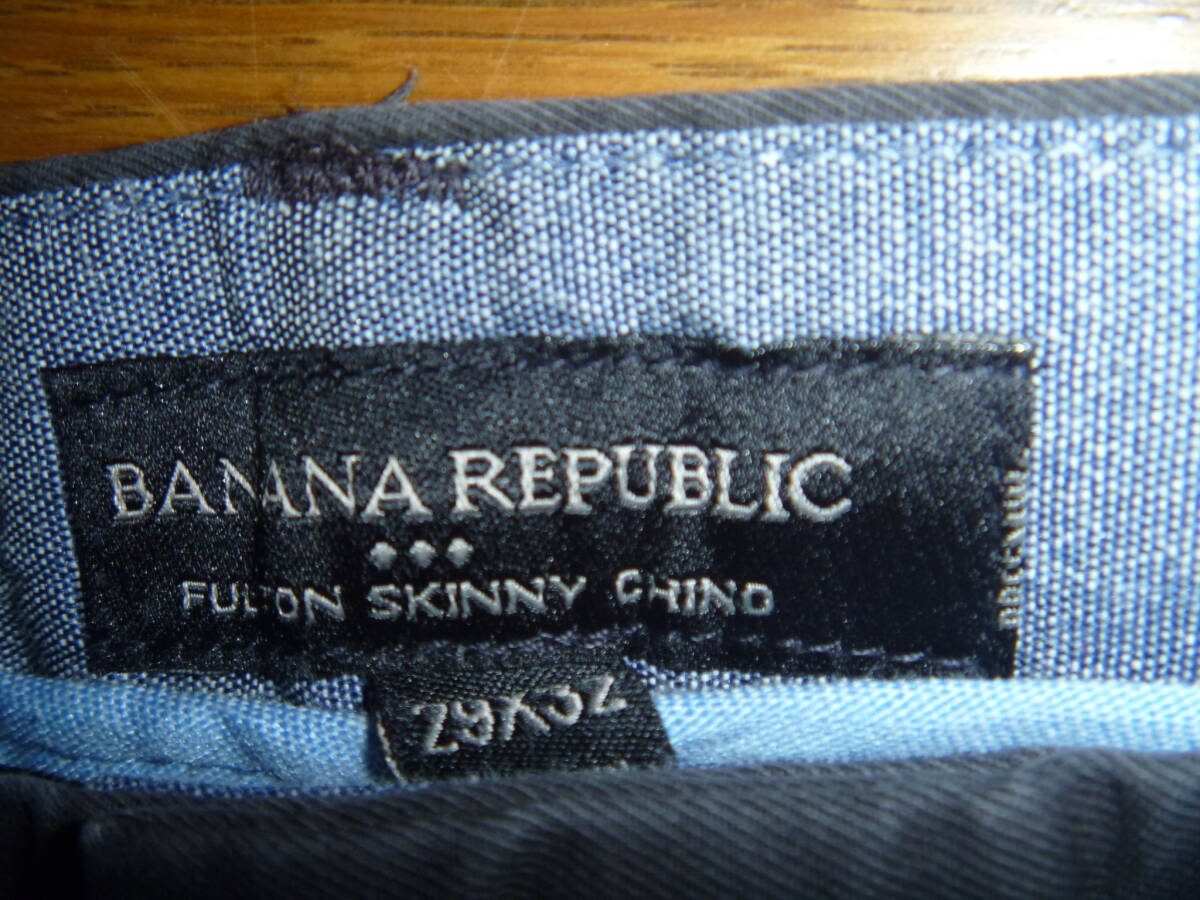 BANANA REPUBLIC
FULTON SKINNY CHINO
29X32